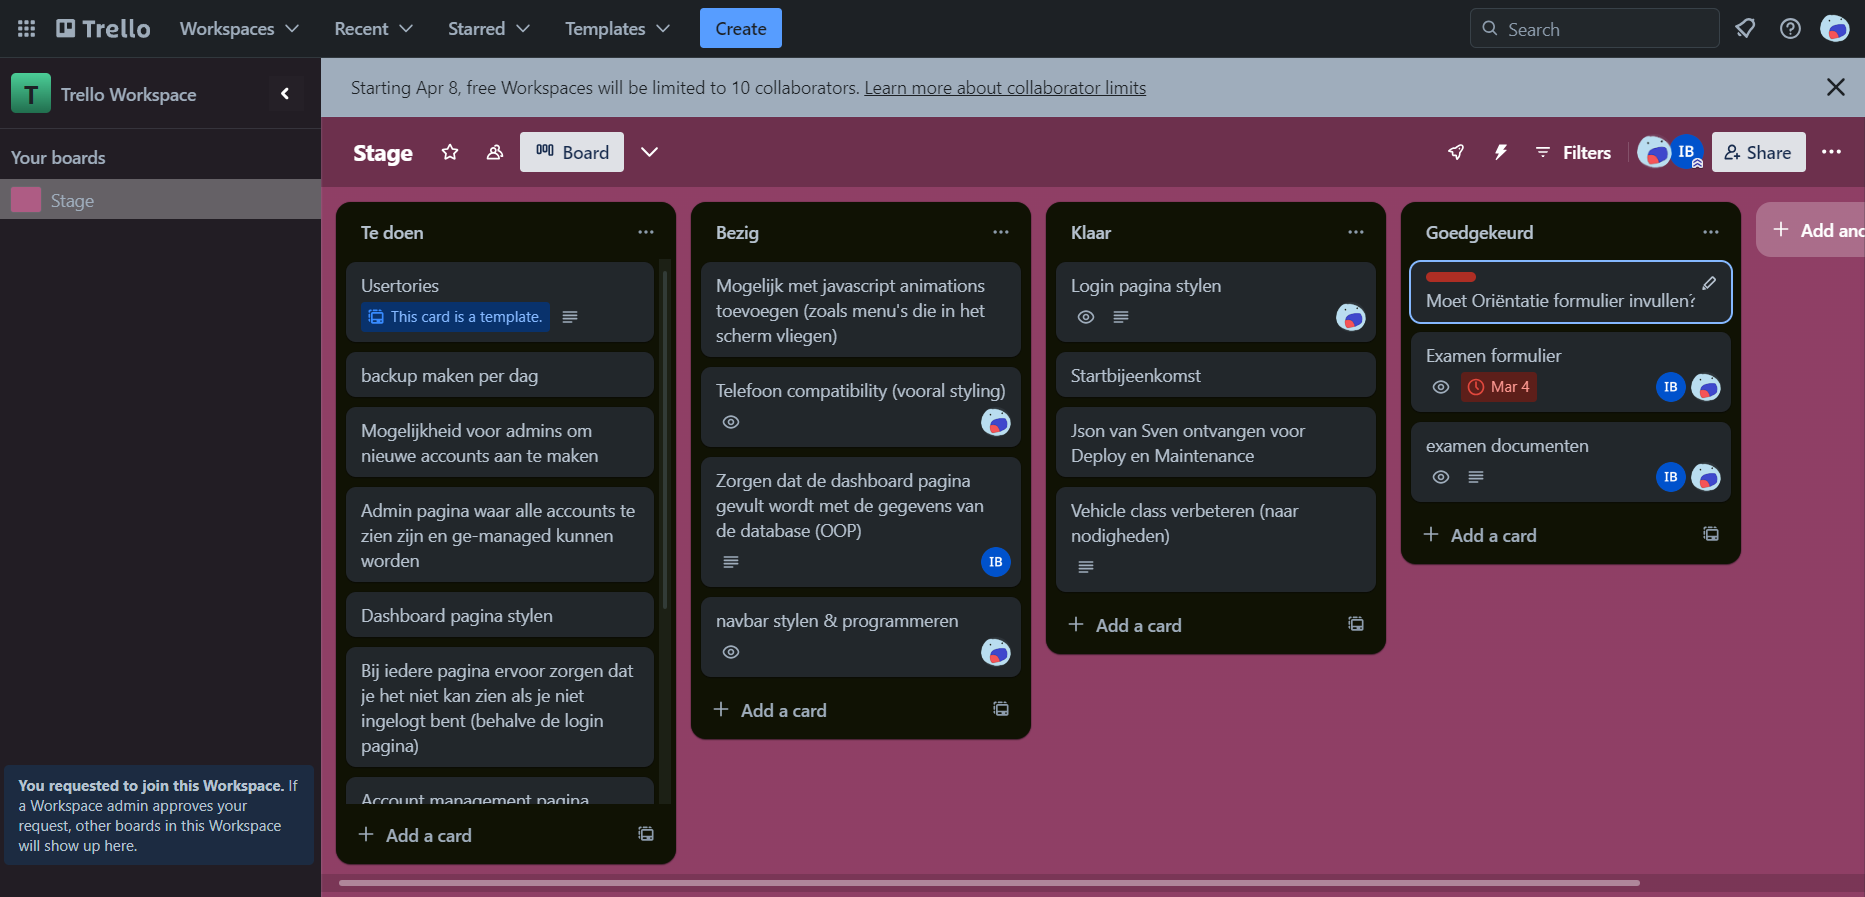 Trello
Workspaces
Recent
Starred
Templates
Create
Search
T
Trello Workspace
Starting Apr 8, free Workspaces will be limited to 10 collaborators. Learn more about collaborator limits
Your boards
Stage
You requested to join this Workspace. If
a Workspace admin approves your
request, other boards in this Workspace
will show up here.
Stage
Board
Filters
IB
Share
Te doen
Usertories
This card is a template.
backup maken per dag
Mogelijkheid voor admins om
nieuwe accounts aan te maken
Admin pagina waar alle accounts te
zien zijn en ge-managed kunnen
worden
Dashboard pagina stylen
Bij iedere pagina ervoor zorgen dat
je het niet kan zien als je niet
ingelogt bent (behalve de login
pagina)
Account management pagina
Add a card
Bezig
Mogelijk met javascript animations
toevoegen (zoals menu's die in het
scherm vliegen)
Telefoon compatibility (vooral styling)
Zorgen dat de dashboard pagina
gevult wordt met de gegevens van
de database (OOP)
IB
navbar stylen & programmeren
Add a card
Klaar
Login pagina stylen
Startbijeenkomst
Json van Sven ontvangen voor
Deploy en Maintenance
Vehicle class verbeteren (naar
nodigheden)
Add a card
Goedgekeurd
Moet Oriëntatie formulier invullen?
Examen formulier
Mar 4
IB
examen documenten
IB
Add a card
Add